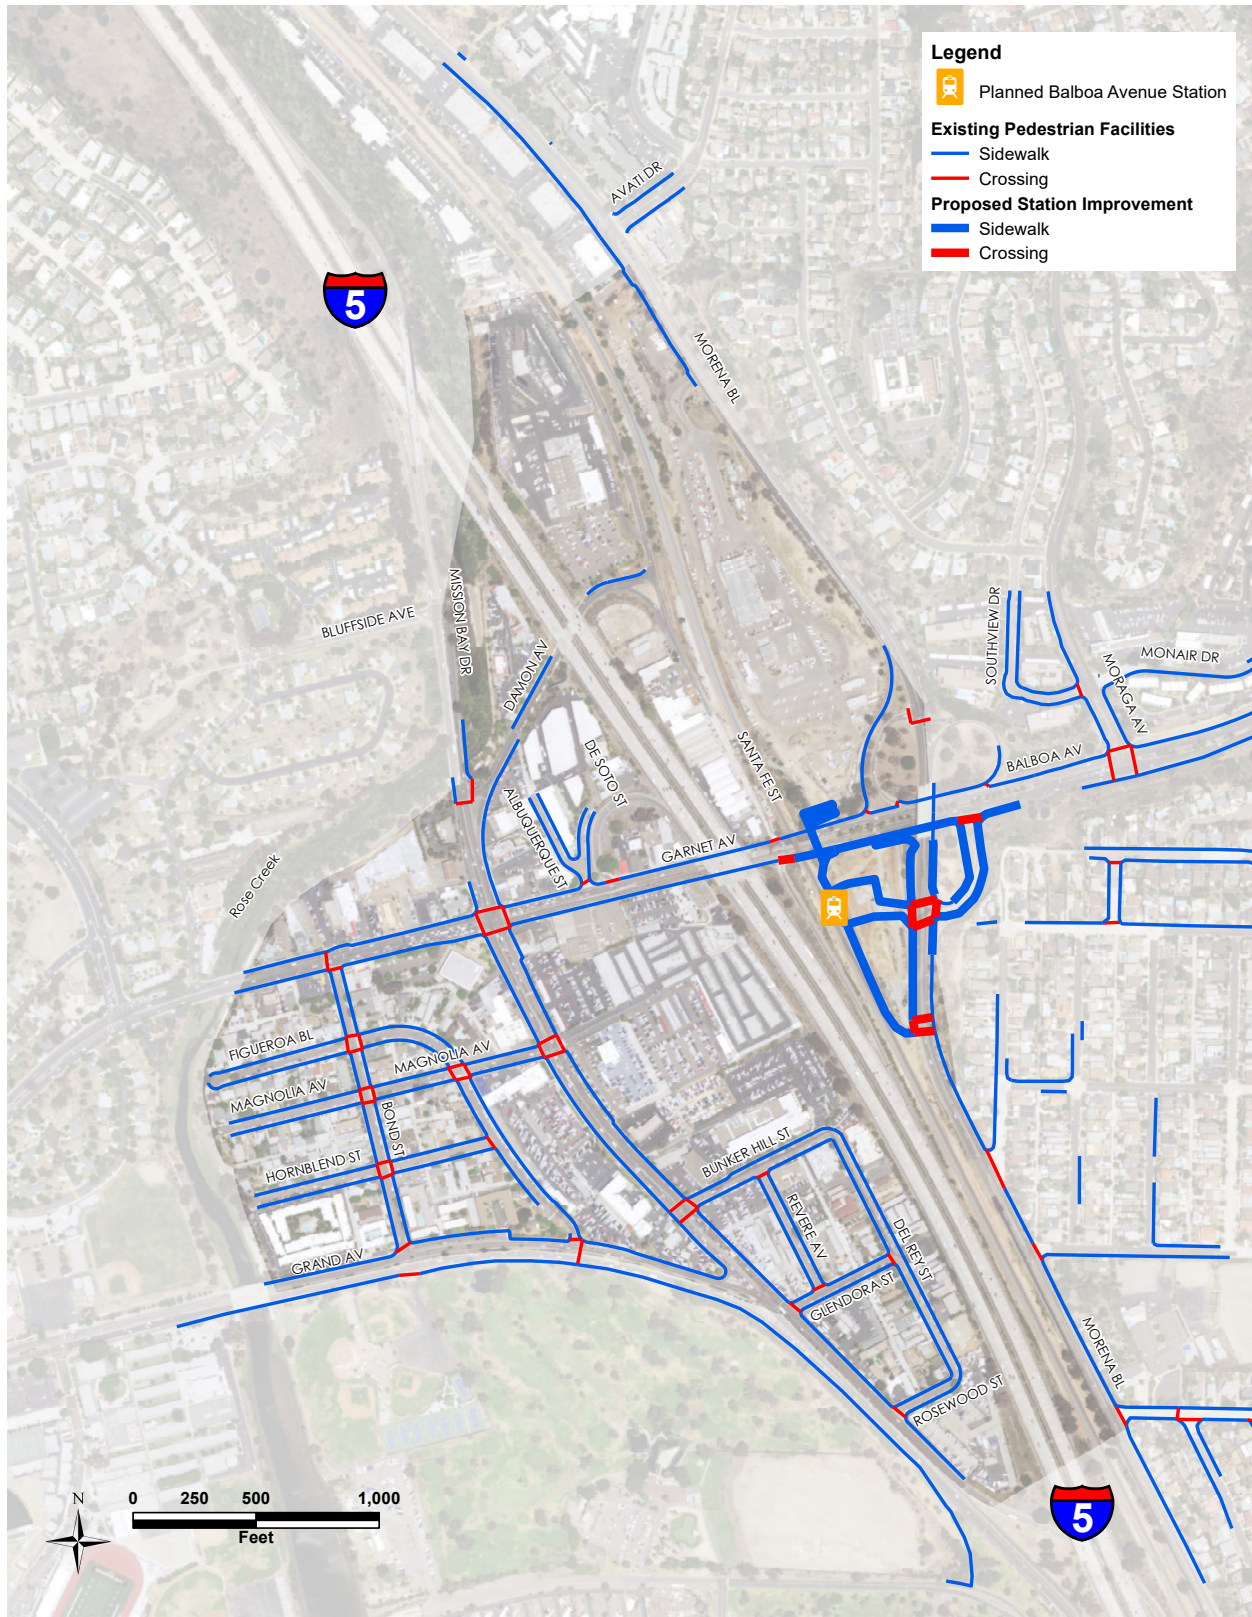 Legend
Planned Balboa Avenue Station
Existing Pedestrian Facilities
Sidewalk
Crossing
Proposed Station Improvement
Sidewalk
Crossing
AVATI DR
5
MORENA BL
BLUFFSIDE AVE
MISSION BAY DR
DAMON AV
SOUTHVIEW DR
MONAIR DR
MORAGA AV
BALBOA AV
SANTA FE ST
DE SOTO ST
ALBUQUERQUE ST
GARNET AV
Rose Creek
FIGUEROA BL
MAGNOLIA AV
MAGNOLIA AV
BOND ST
HORNBLEND ST
BUNKER HILL ST
REVERE AV
DEL REY ST
GLENDORA ST
GRAND AV
MORENA BL
ROSEWOOD ST
N
0 250 500 1,000
Feet
5